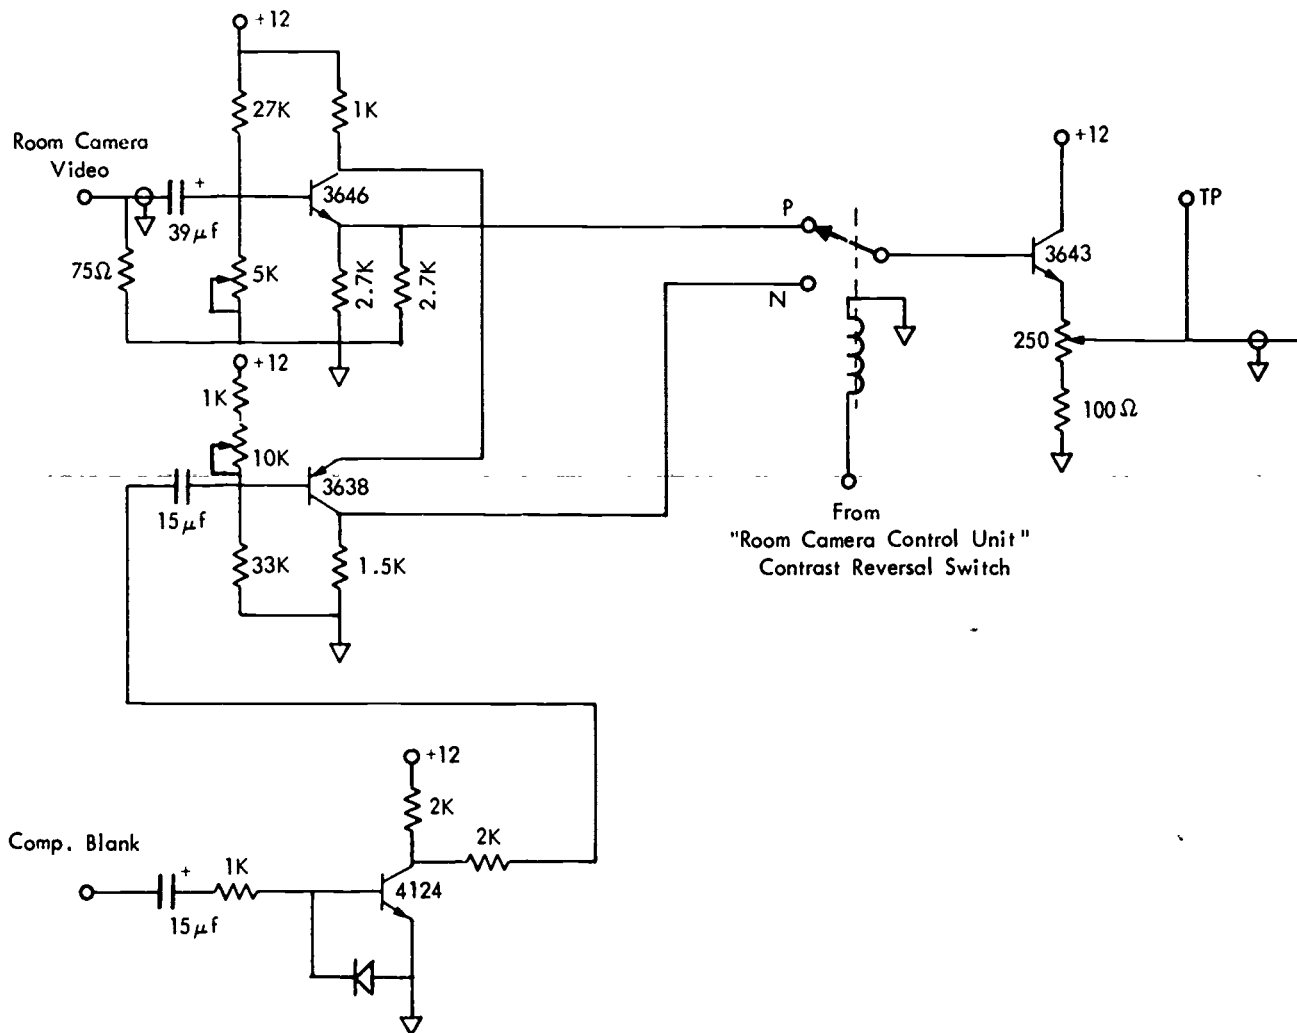 +12
27K
1K
Room Camera
Video
+
3646
39μf
75Ω
5K
2.7K
2.7K
P
N
+12
3643
TP
250
100Ω
+12
1K
10K
3638
15μf
33K
1.5K
From
"Room Camera Control Unit"
Contrast Reversal Switch
+12
2K
2K
Comp. Blank
+
1K
15μf
4124